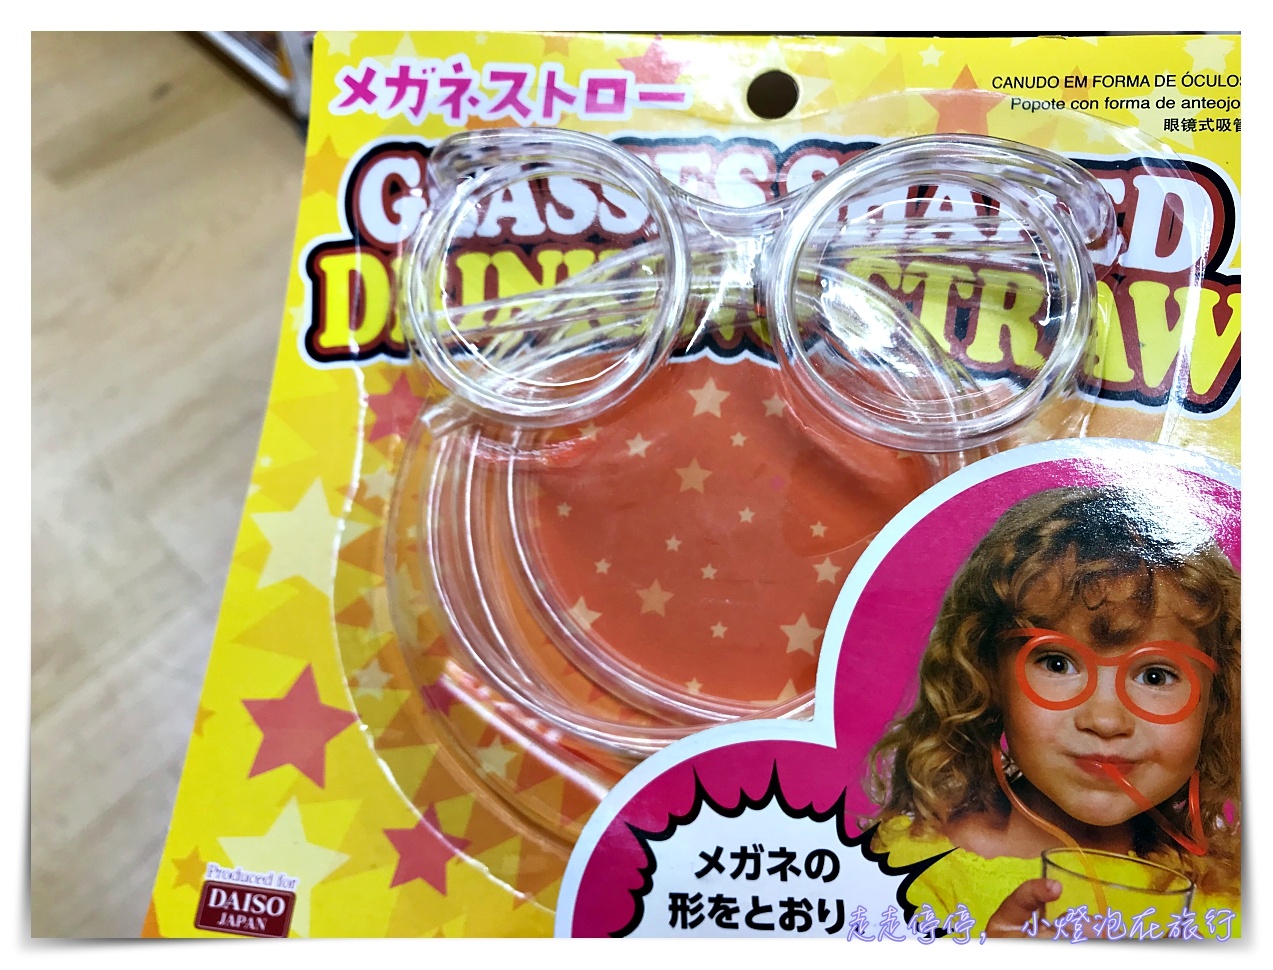 メガネストロー
CANUDO EM FORMA DE ÓCULOS
Popote con forma de anteojo
眼镜式吸管
GLASSES SHAPED
DRINKING STRAW
メガネの
形をとおり
Produced for
DAISO
JAPAN
走走停停，小燈泡在旅行